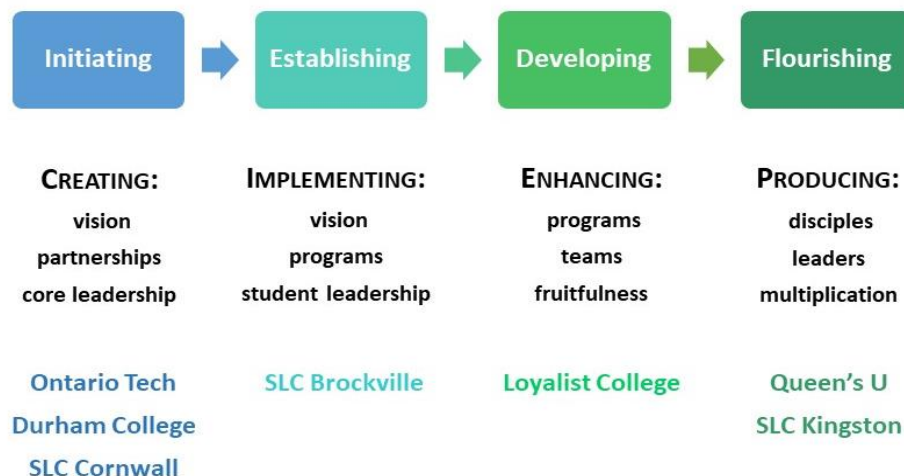 Initiating
Establishing
Developing
Flourishing
CREATING:
vision
partnerships
core leadership
IMPLEMENTING:
vision
programs
student leadership
ENHANCING:
programs
teams
fruitfulness
PRODUCING:
disciples
leaders
multiplication
Ontario Tech
Durham College
SLC Cornwall
SLC Brockville
Loyalist College
Queen's U
SLC Kingston